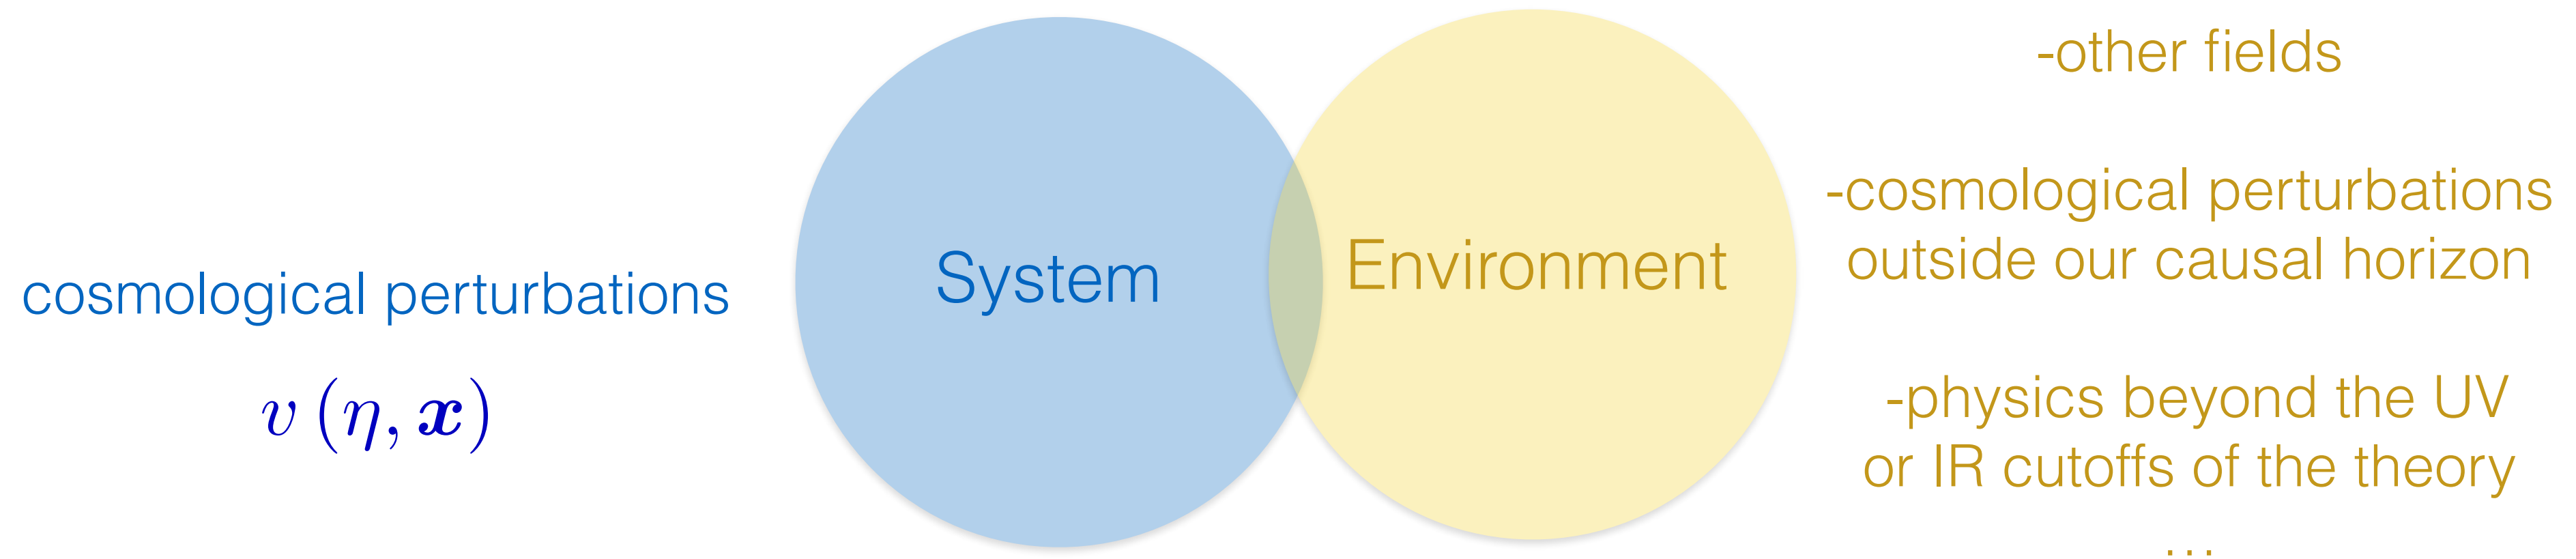 cosmological perturbations
v (η, x)
System
Environment
-other fields
-cosmological perturbations
outside our causal horizon
-physics beyond the UV
or IR cutoffs of the theory
...